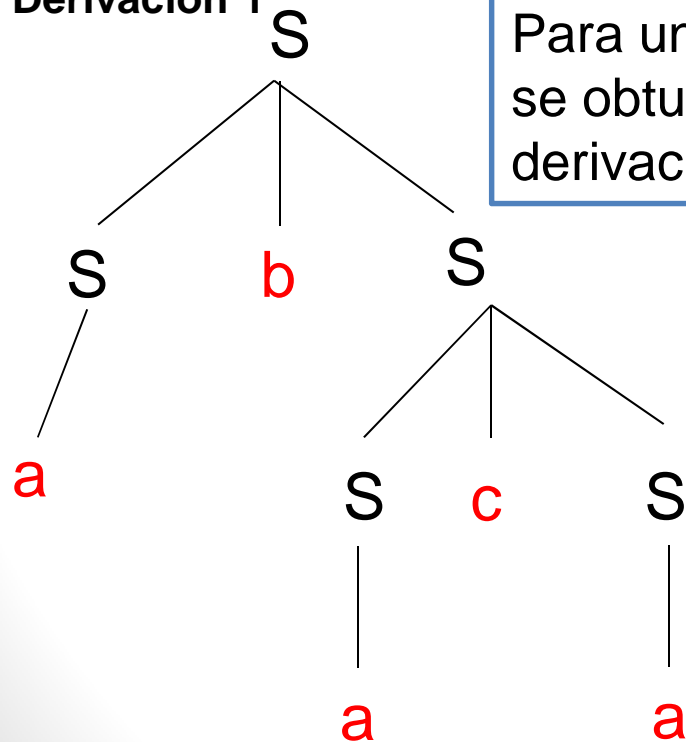 Derivación 1
S
Para un
se obtu
derivac
S b S
a
S c S
a a